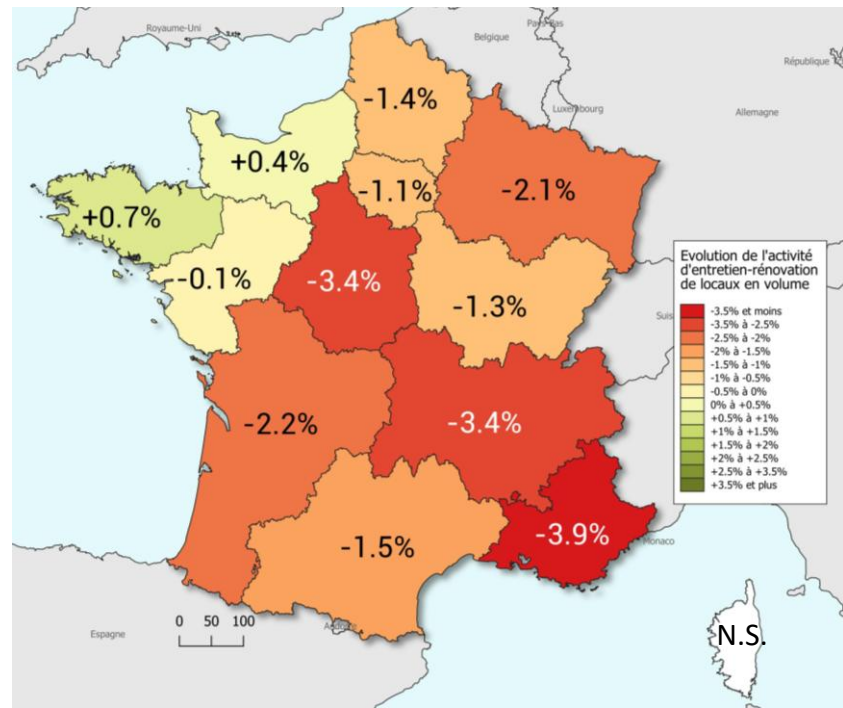 Royaume-Uni
Pays-Bas
Belgique
République T
Luxembourg
Allemagne
-1.4%
+0.4%
-1.1%
-2.1%
+0.7%
-0.1%
-3.4%
-1.3%
Evolution de l'activité
d'entretien-rénovation
de locaux en volume
-3.5% et moins
-3.5% à -2.5%
-2.5% à -2%
-2% à -1.5%
-1.5% à -1%
-1% à -0.5%
-0.5% à 0%
0% à +0.5%
+0.5% à +1%
+1% à +1.5%
+1.5% à +2%
+2% à +2.5%
+2.5% à +3.5%
+3.5% et plus
Suis
-2.2%
-3.4%
-1.5%
-3.9%
Monaco
0 50 100
Espagne
Andorre
N.S.